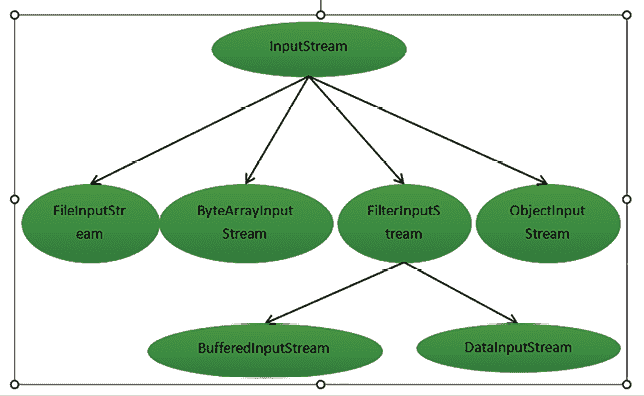 InputStream
FileInputStr
eam
ByteArrayInput
Stream
FilterInputS
tream
ObjectInput
Stream
BufferedInputStream
DataInputStream